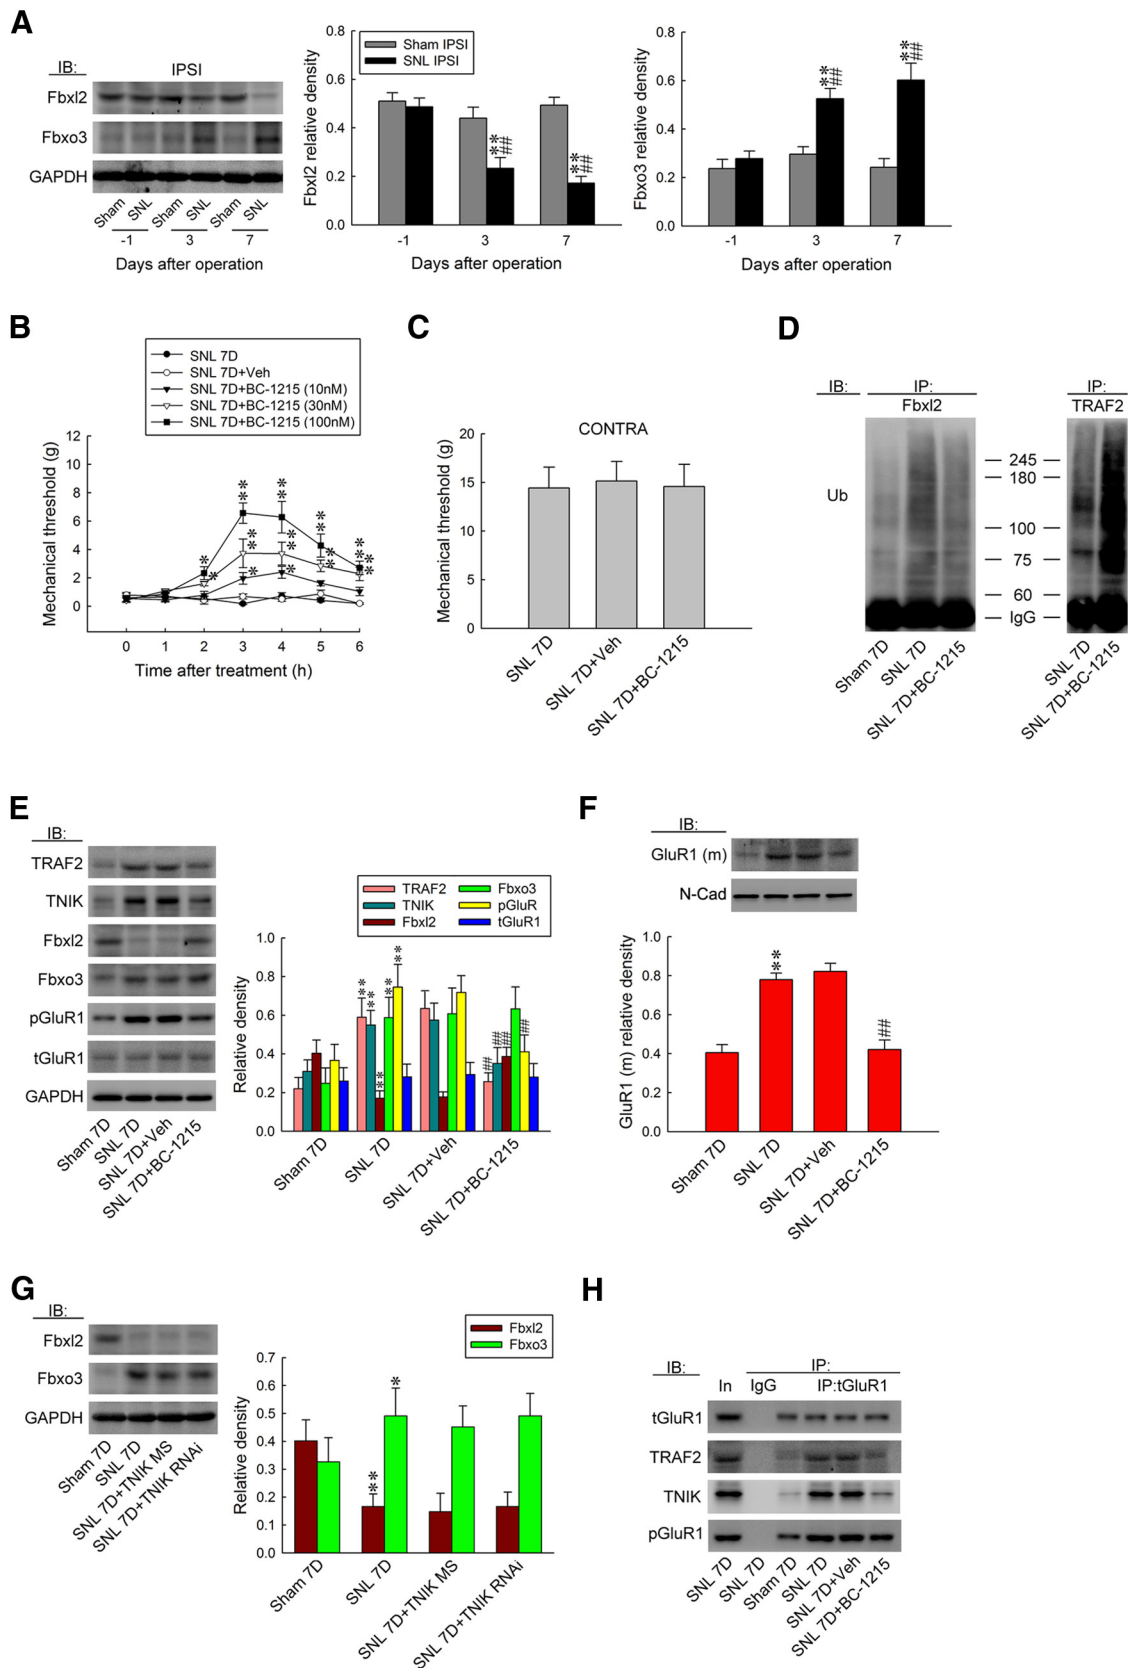 A
IB:
IPSI
Fbxl2
Fbxo3
GAPDH
Sham
SNL
Sham
SNL
Sham
SNL
-1
3
7
Days after operation
Fbxl2 relative density
0.8
0.6
0.4
0.2
0.0
Sham IPSI
SNL IPSI
**
##
**
##
-1
3
7
Days after operation
Fbxo3 relative density
0.8
0.6
0.4
0.2
0.0
**
##
**
##
-1
3
7
Days after operation
B
SNL 7D
SNL 7D+Veh
SNL 7D+BC-1215 (10nM)
SNL 7D+BC-1215 (30nM)
SNL 7D+BC-1215 (100nM)
Mechanical threshold (g)
12
10
8
6
4
2
0
0
1
2
3
4
5
6
Time after treatment (h)
C
CONTRA
Mechanical threshold (g)
20
15
10
5
0
SNL 7D
SNL 7D+Veh
SNL 7D+BC-1215
D
IB:
IP:
Fbxl2
IP:
TRAF2
Ub
245
180
100
75
60
IgG
Sham 7D
SNL 7D
SNL 7D+BC-1215
SNL 7D
SNL 7D+BC-1215
E
IB:
TRAF2
TNIK
Fbxl2
Fbxo3
pGluR1
tGluR1
GAPDH
Sham 7D
SNL 7D
SNL 7D+Veh
SNL 7D+BC-1215
TRAF2
TNIK
Fbxl2
Fbxo3
pGluR
tGluR1
Relative density
1.0
0.8
0.6
0.4
0.2
0.0
**
**
**
**
**
##
##
##
##
Sham 7D
SNL 7D
SNL 7D+Veh
SNL 7D+BC-1215
F
IB:
GluR1 (m)
N-Cad
GluR1 (m) relative density
1.0
0.8
0.6
0.4
0.2
0.0
**
##
Sham 7D
SNL 7D
SNL 7D+Veh
SNL 7D+BC-1215
G
IB:
Fbxl2
Fbxo3
GAPDH
Sham 7D
SNL 7D
SNL 7D+TNIK MS
SNL 7D+TNIK RNAi
Fbxl2
Fbxo3
Relative density
0.7
0.6
0.5
0.4
0.3
0.2
0.1
0.0
**
*
Sham 7D
SNL 7D
SNL 7D+TNIK MS
SNL 7D+TNIK RNAi
H
IB:
IP:
In
IgG
IP:tGluR1
tGluR1
TRAF2
TNIK
pGluR1
SNL 7D
SNL 7D
Sham 7D
SNL 7D
SNL 7D+Veh
SNL 7D+BC-1215